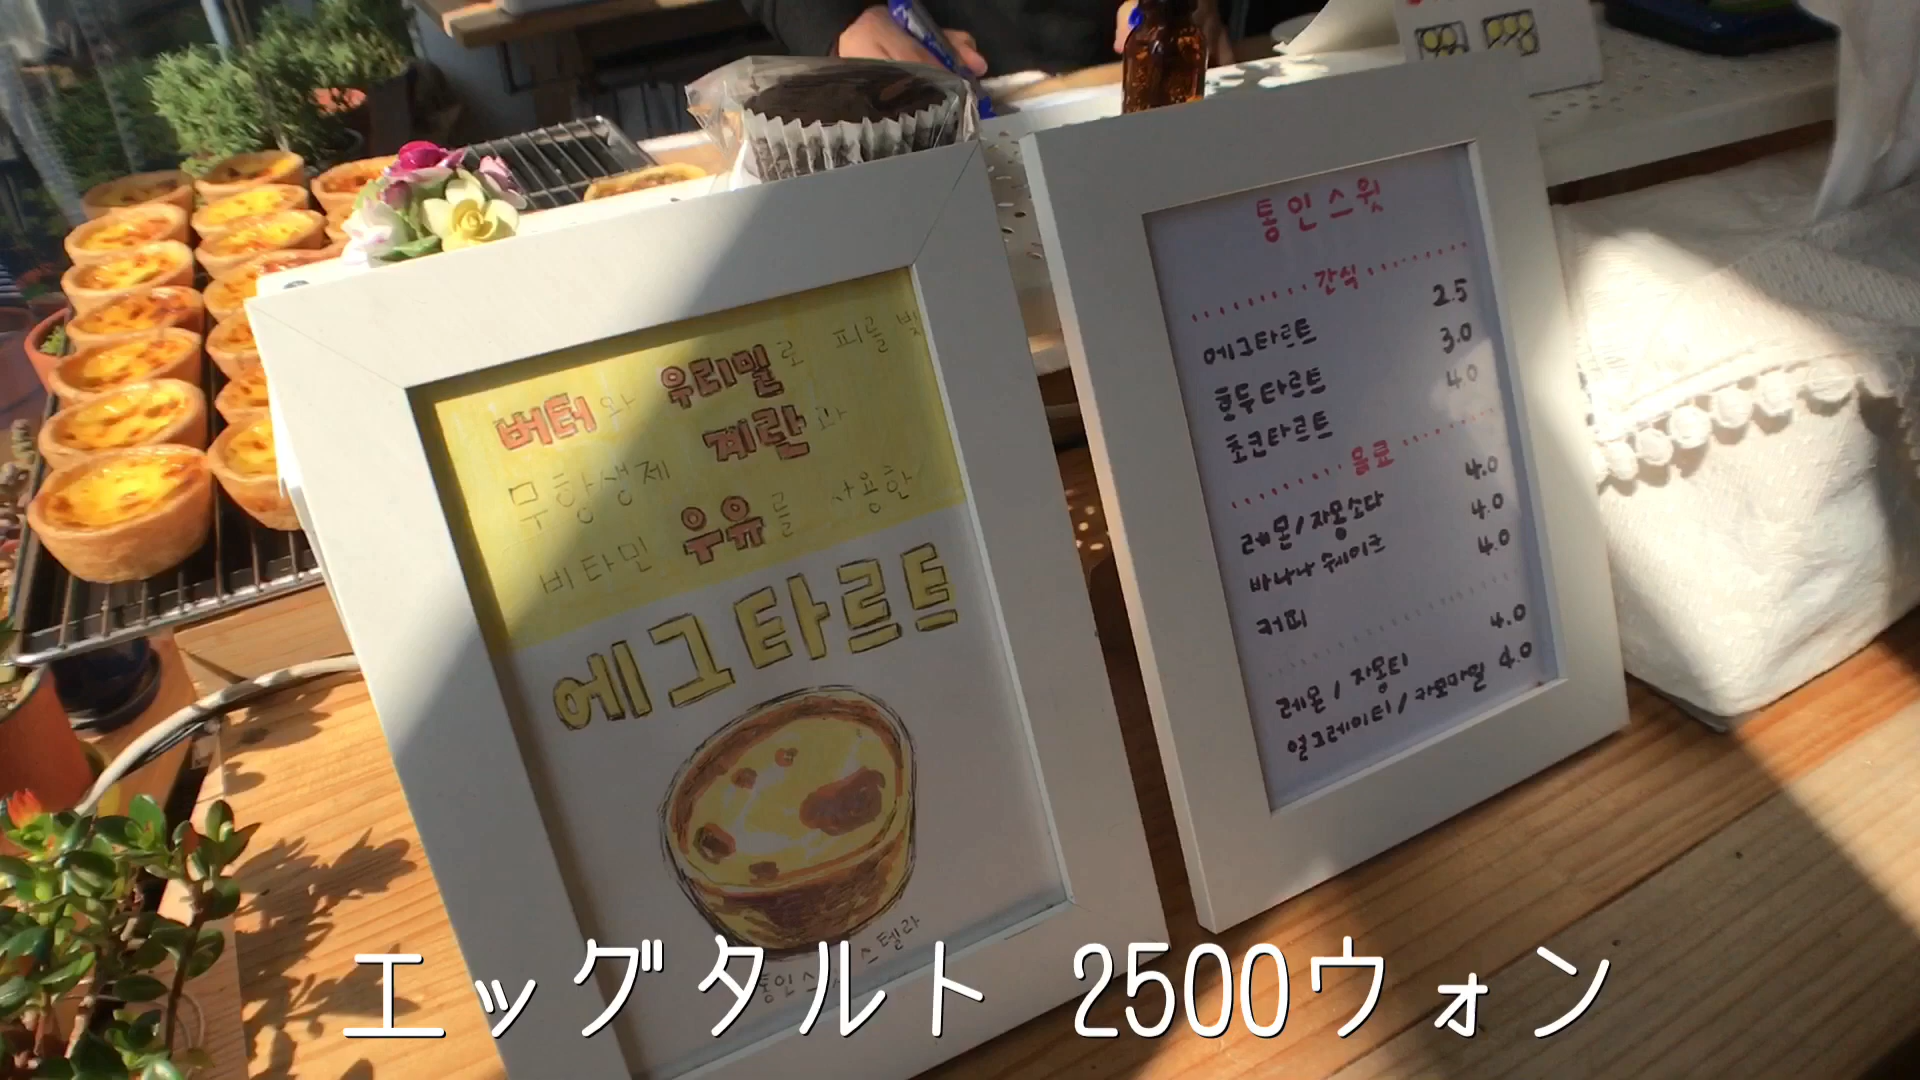 버터와 우리밀로 피를 빚
무항생제 계란과
비타민 우유를 사용한
에그타르트
통인스
스텔라
통인스윗
간식
에그타르트 2.5
호두타르트 3.0
초코타르트 4.0
음료
레몬/자몽소다 4.0
바나나 쉐이크 4.0
커피 4.0
레몬/자몽티 4.0
얼그레이티/카모마일 4.0
エッグタルト 2500ウォン